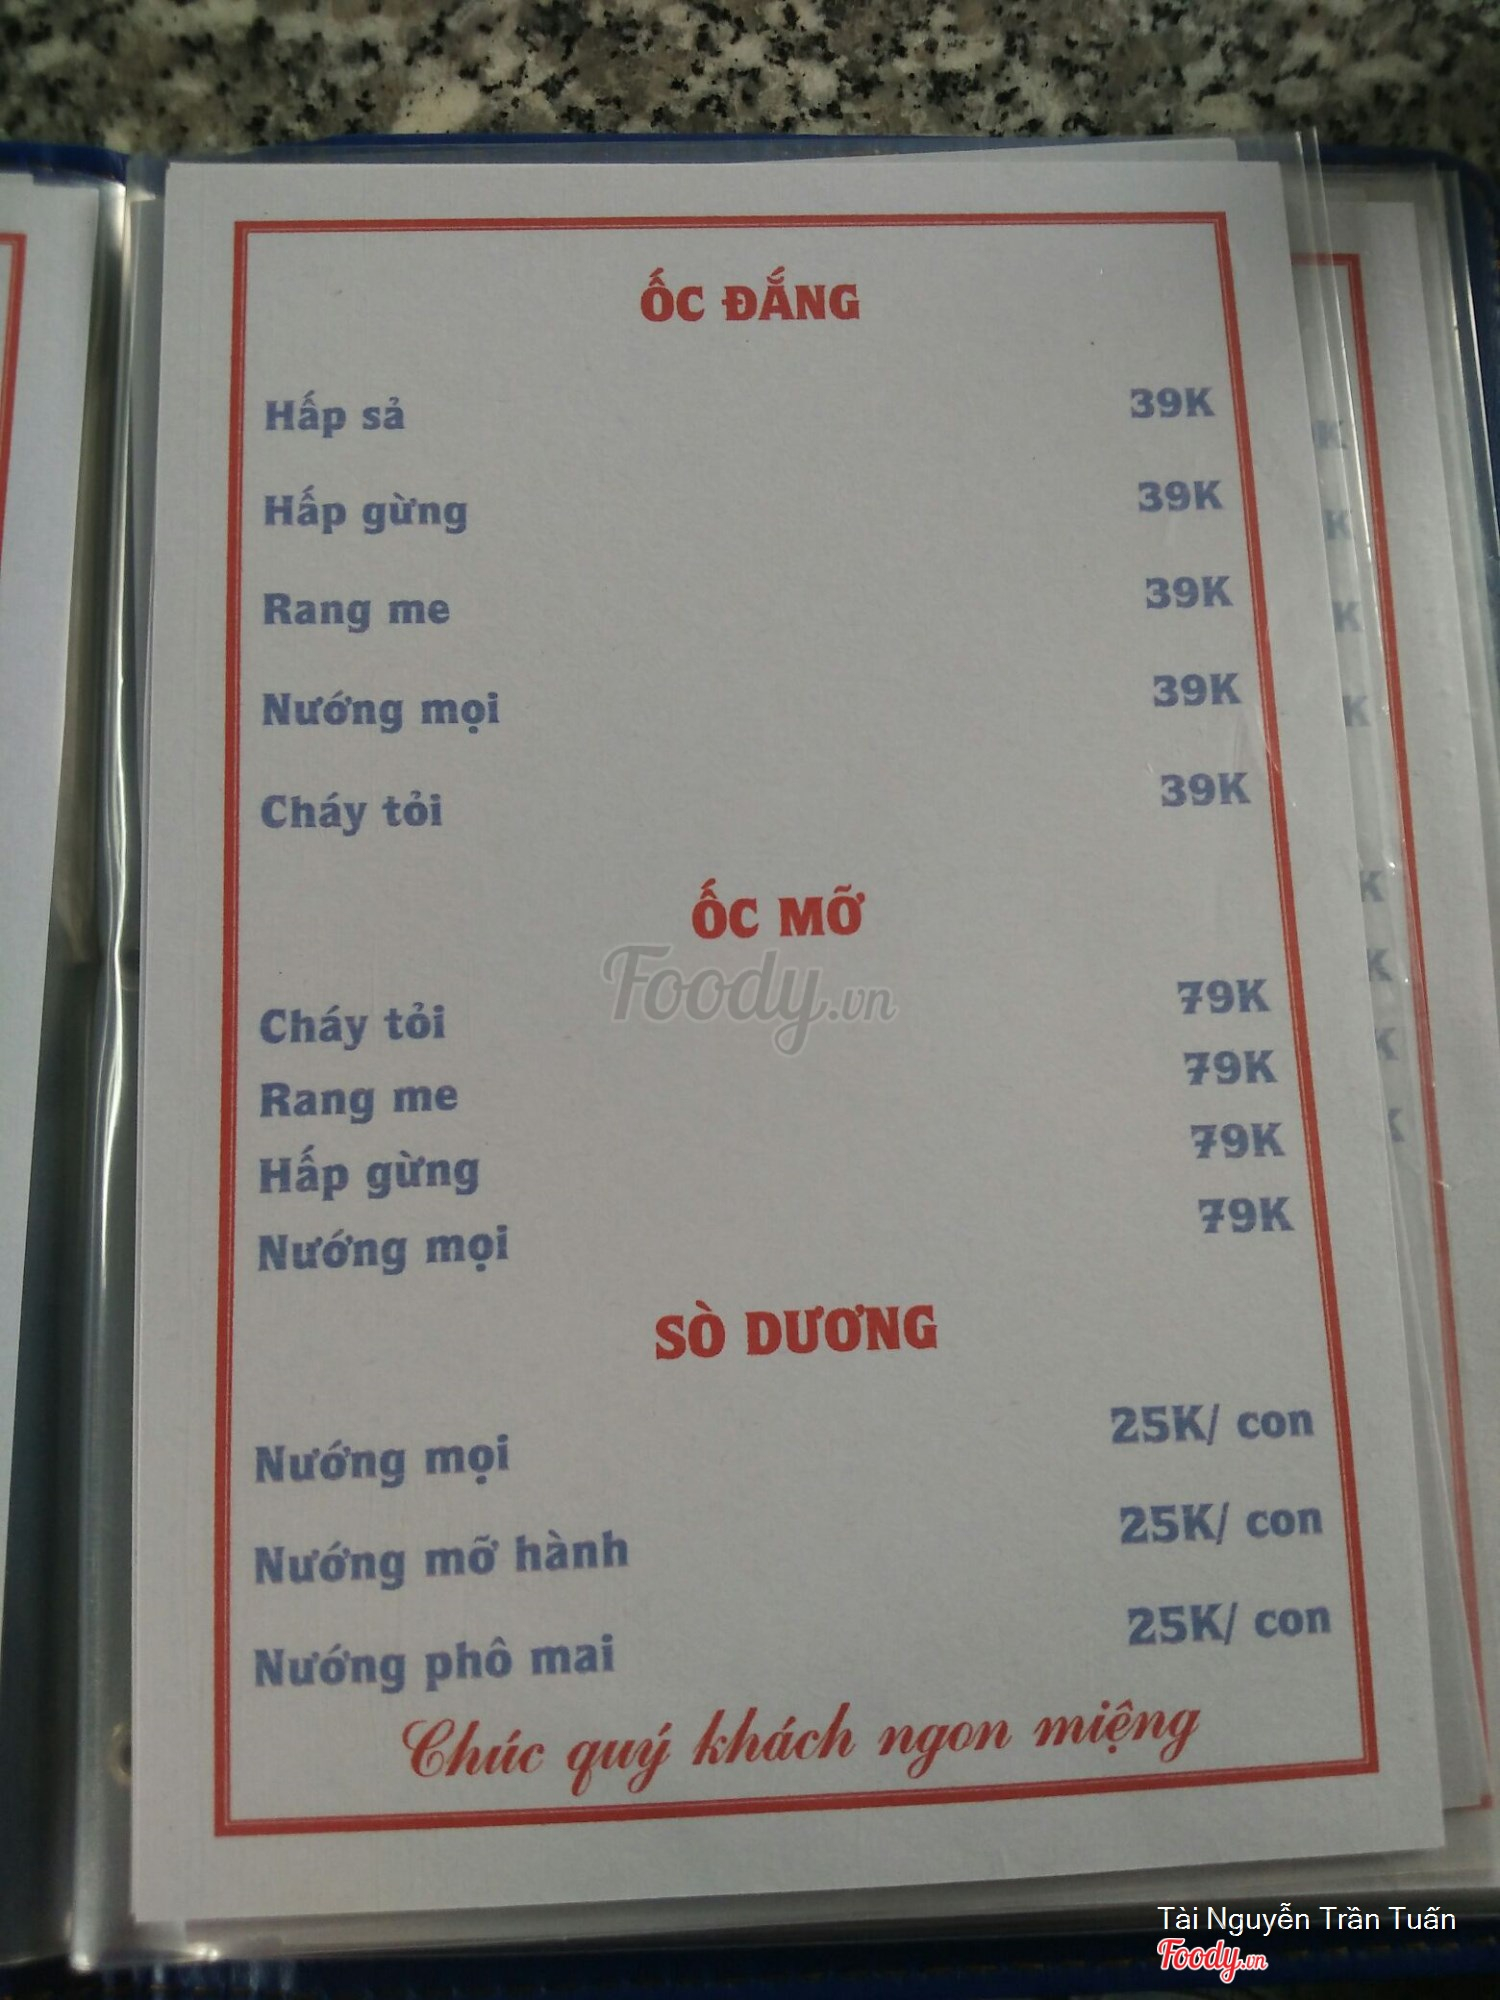 ỐC ĐẮNG
Hấp sả 39K
Hấp gừng 39K
Rang me 39K
Nướng mọi 39K
Cháy tỏi 39K
ỐC MỠ
Foody.vn
Cháy tỏi 79K
Rang me 79K
Hấp gừng 79K
Nướng mọi 79K
SÒ DƯƠNG
Nướng mọi 25K/ con
Nướng mỡ hành 25K/ con
Nướng phô mai 25K/ con
Chúc quý khách ngon miệng
Tài Nguyễn Trần Tuấn
Foody.vn